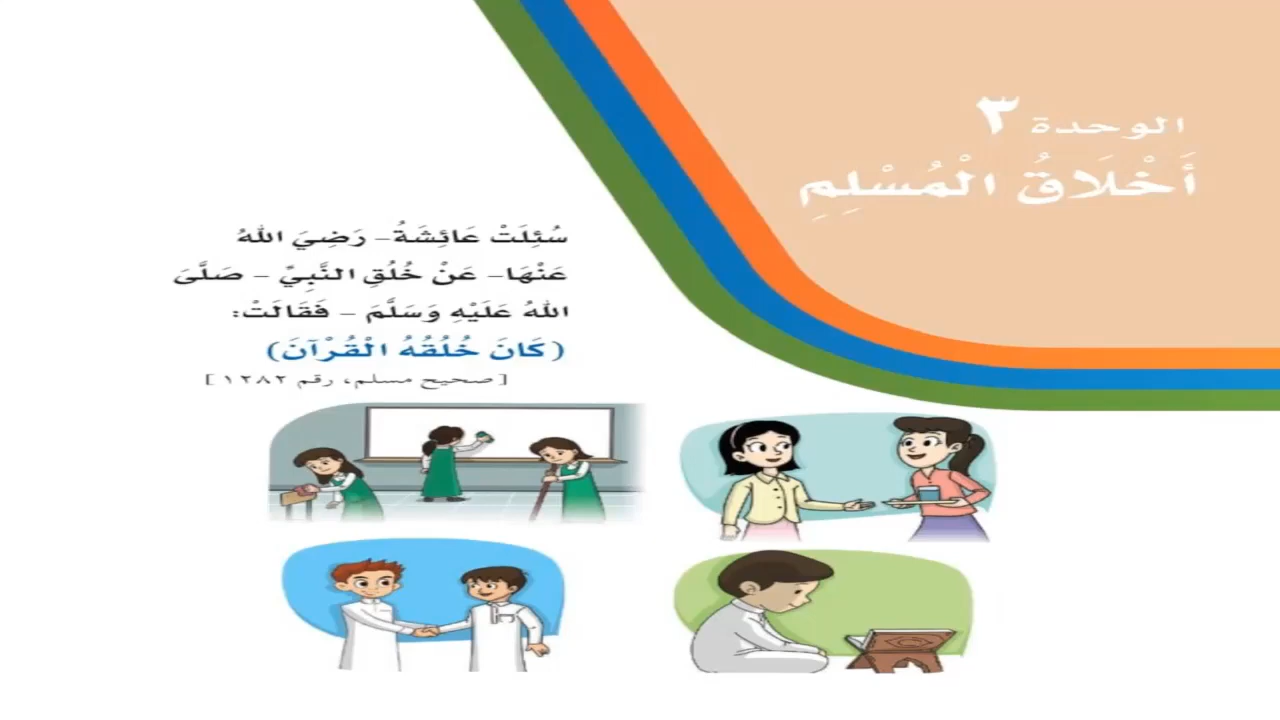 الوحدة ٣
أَخْلَاقُ الْمُسْلِمِ
سُئِلَتْ عَائِشَةُ- رَضِيَ اللهُ
عَنْهَا- عَنْ خُلُقِ النَّبِيِّ - صَلَّىَ
اللهُ عَلَيْهِ وَسَلَّمَ - فَقَالَتْ:
(كَانَ خُلُقُهُ الْقُرْآنَ)
[صحيح مسلم، رقم ١٢٨٢]